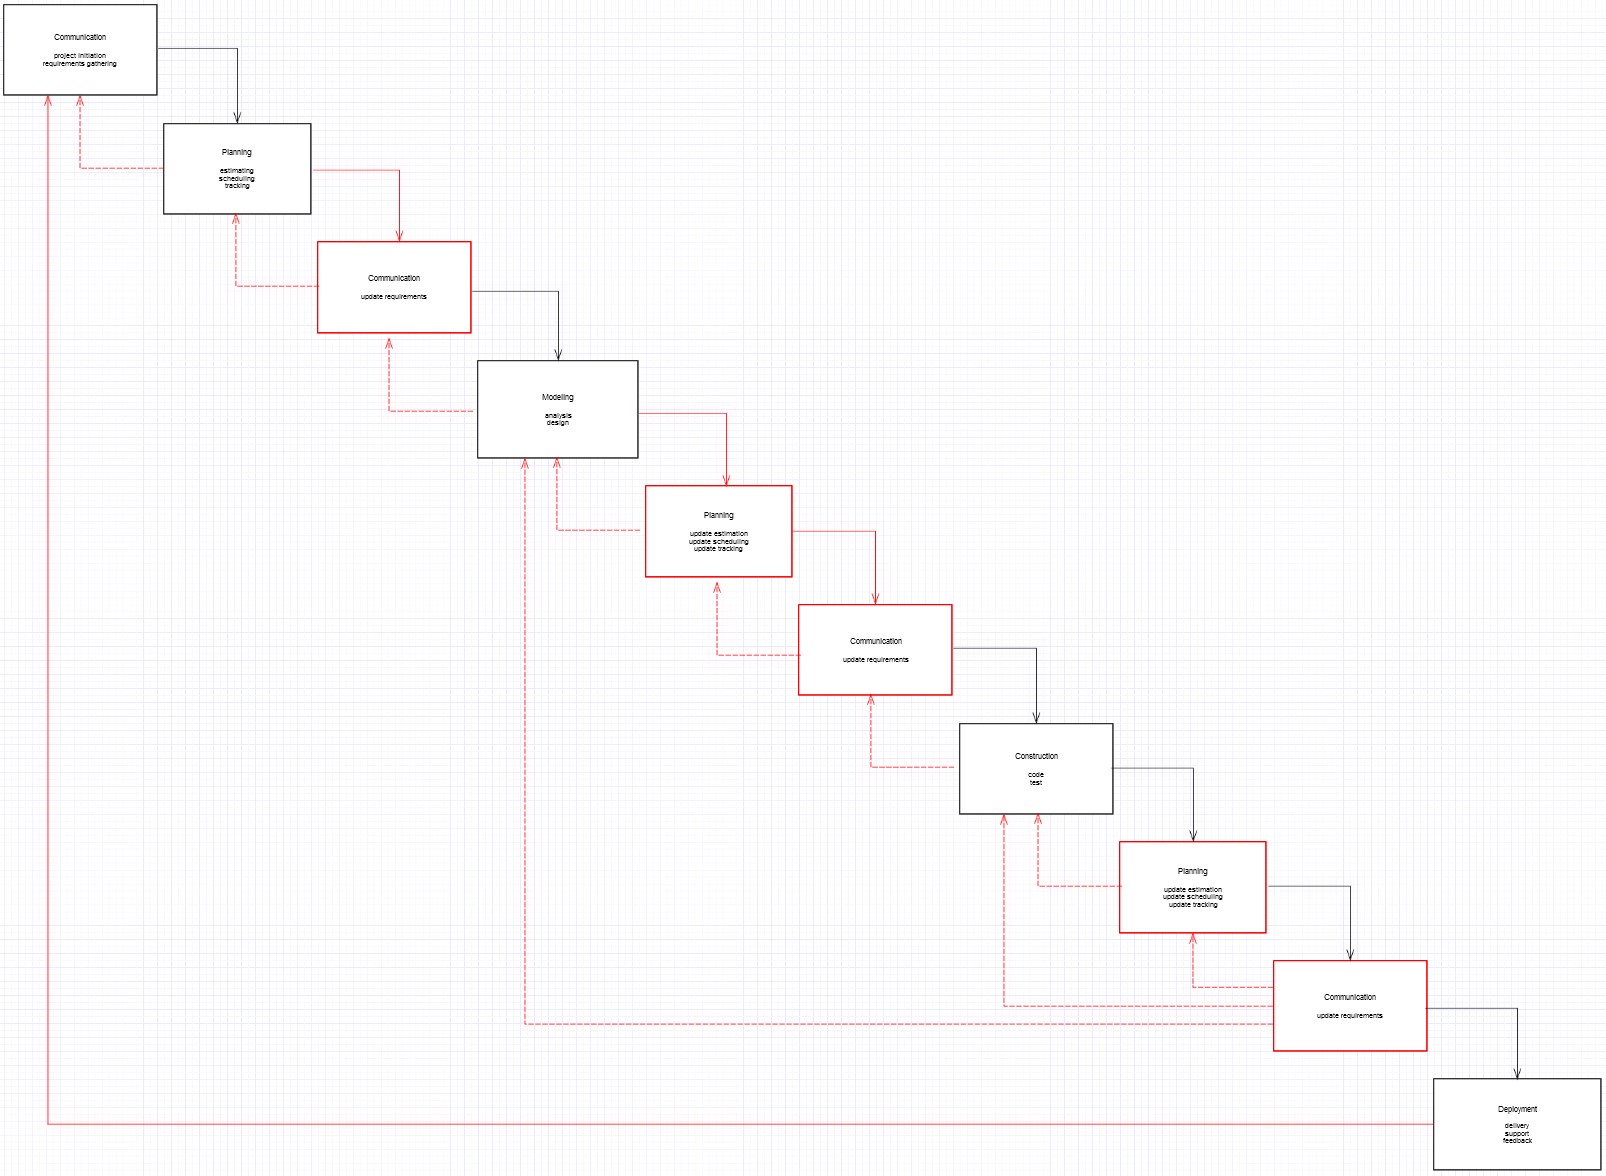 Communication
project initiation
requirements gathering
Planning
estimating
scheduling
tracking
Communication
update requirements
Modeling
analysis
design
Planning
update estimation
update scheduling
update tracking
Communication
update requirements
Construction
code
test
Planning
update estimation
update scheduling
update tracking
Communication
update requirements
Deployment
delivery
support
feedback